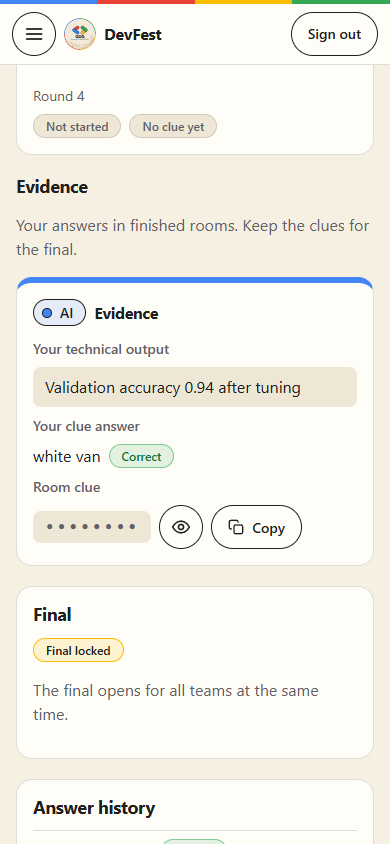 DevFest
Sign out
Round 4
Not started
No clue yet
Evidence
Your answers in finished rooms. Keep the clues for
the final.
AI
Evidence
Your technical output
Validation accuracy 0.94 after tuning
Your clue answer
white van
Correct
Room clue
••••••••
Copy
Final
Final locked
The final opens for all teams at the same
time.
Answer history